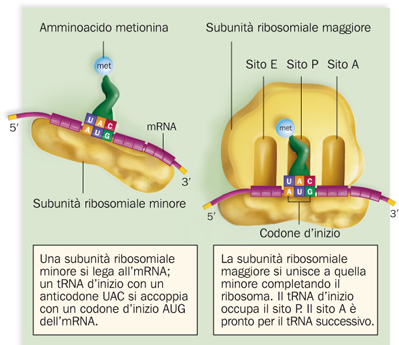 Amminoacido metionina
met
UAC
AUG
mRNA
5'
3'
Subunità ribosomiale minore
Una subunità ribosomiale
minore si lega all'mRNA;
un tRNA d'inizio con un
anticodone UAC si accoppia
con un codone d'inizio AUG
dell'mRNA.
Subunità ribosomiale maggiore
Sito E
Sito P
Sito A
met
UAC
AUG
5'
3'
Codone d'inizio
La subunità ribosomiale
maggiore si unisce a quella
minore completando il
ribosoma. Il tRNA d'inizio
occupa il sito P. Il sito A è
pronto per il tRNA successivo.